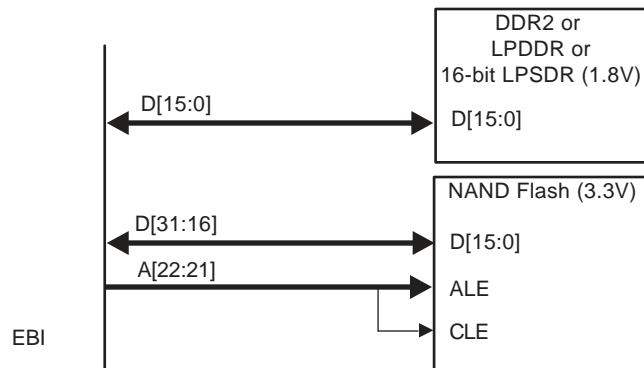 DDR2 or
LPDDR or
16-bit LPSDR (1.8V)
D[15:0]
D[15:0]
NAND Flash (3.3V)
D[31:16]
D[15:0]
A[22:21]
ALE
CLE
EBI